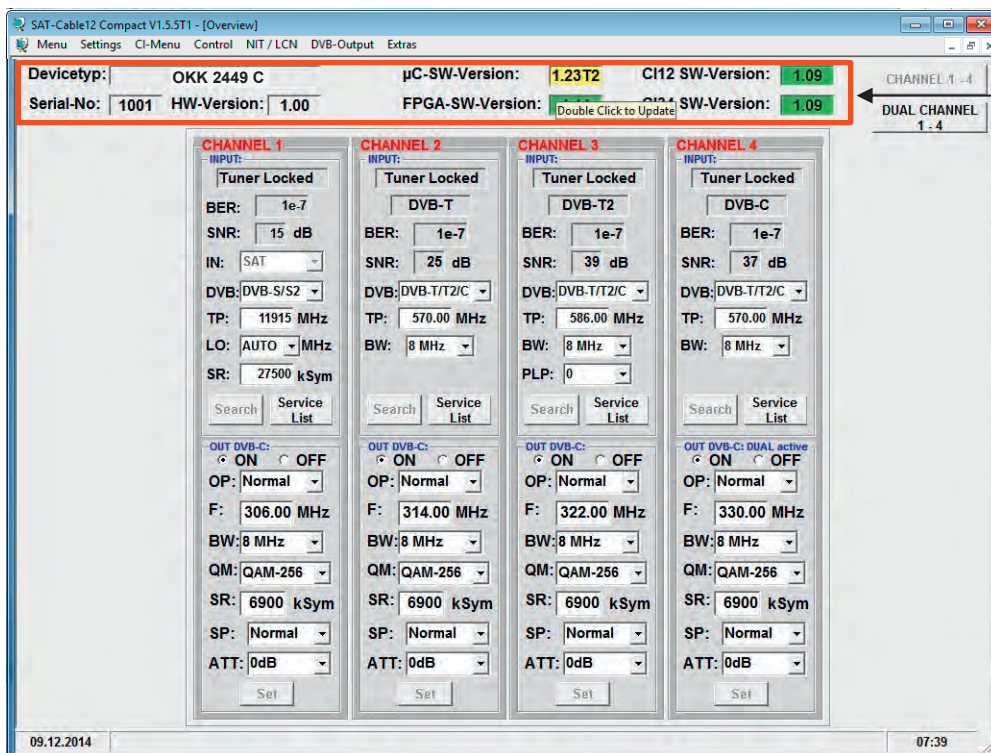 SAT-Cable12 Compact V1.5.5T1 - [Overview]
Menu Settings CI-Menu Control NIT / LCN DVB-Output Extras
Devicetyp: OKK 2449 C µC-SW-Version: 1.23T2 CI12 SW-Version: 1.09
CHANNEL 1 - 4
Serial-No: 1001 HW-Version: 1.00 FPGA-SW-Version: SW-Version: 1.09
Double Click to Update
DUAL CHANNEL
1 - 4
CHANNEL 1
INPUT:
Tuner Locked
BER: 1e-7
SNR: 15 dB
IN: SAT
DVB: DVB-S/S2
TP: 11915 MHz
LO: AUTO MHz
SR: 27500 kSym
Search Service
List
OUT DVB-C:
ON OFF
OP: Normal
F: 306.00 MHz
BW: 8 MHz
QM: QAM-256
SR: 6900 kSym
SP: Normal
ATT: 0dB
Set
CHANNEL 2
INPUT:
Tuner Locked
DVB-T
BER: 1e-7
SNR: 25 dB
DVB: DVB-T/T2/C
TP: 570.00 MHz
BW: 8 MHz
Search Service
List
OUT DVB-C:
ON OFF
OP: Normal
F: 314.00 MHz
BW: 8 MHz
QM: QAM-256
SR: 6900 kSym
SP: Normal
ATT: 0dB
Set
CHANNEL 3
INPUT:
Tuner Locked
DVB-T2
BER: 1e-7
SNR: 39 dB
DVB: DVB-T/T2/C
TP: 586.00 MHz
BW: 8 MHz
PLP: 0
Search Service
List
OUT DVB-C:
ON OFF
OP: Normal
F: 322.00 MHz
BW: 8 MHz
QM: QAM-256
SR: 6900 kSym
SP: Normal
ATT: 0dB
Set
CHANNEL 4
INPUT:
Tuner Locked
DVB-C
BER: 1e-7
SNR: 37 dB
DVB: DVB-T/T2/C
TP: 570.00 MHz
BW: 8 MHz
Search Service
List
OUT DVB-C: DUAL active
ON OFF
OP: Normal
F: 330.00 MHz
BW: 8 MHz
QM: QAM-256
SR: 6900 kSym
SP: Normal
ATT: 0dB
Set
09.12.2014 07:39